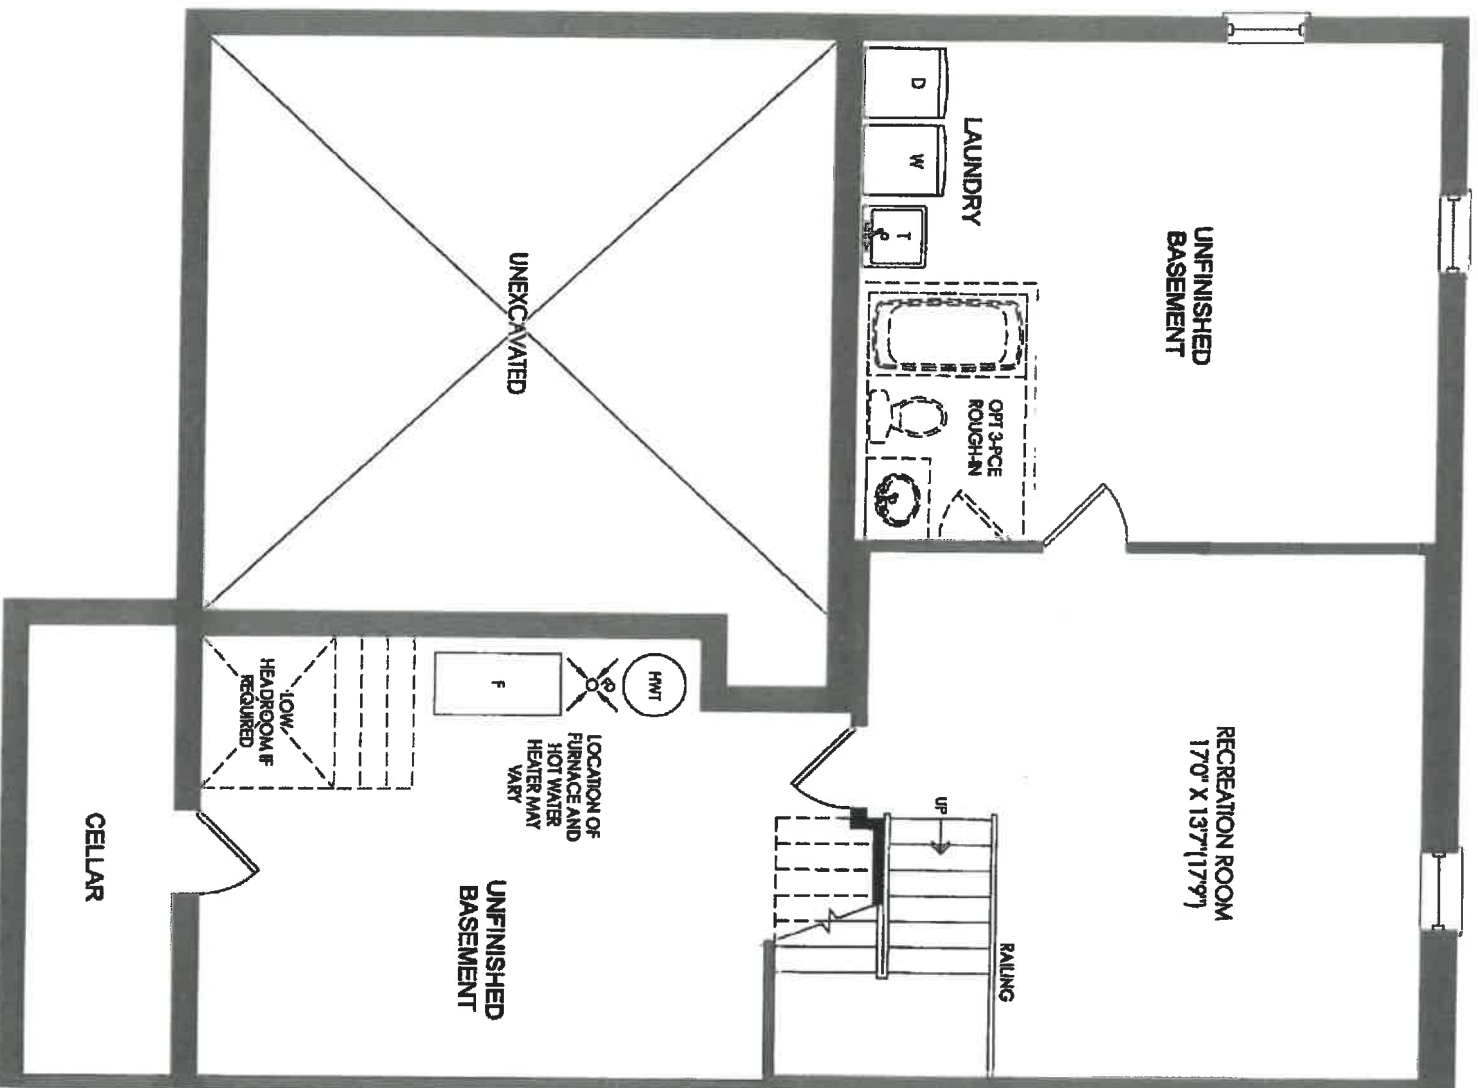 UNFINISHED
BASEMENT
LAUNDRY
D
W
T
OPT 3-PCE
ROUGH-IN
UNEXCAVATED
RECREATION ROOM
17'0" X 13'7"(17'9")
UP
RAILING
HWT
FD
F
LOCATION OF
FURNACE AND
HOT WATER
HEATER MAY
VARY
LOW
HEADROOM IF
REQUIRED
UNFINISHED
BASEMENT
CELLAR